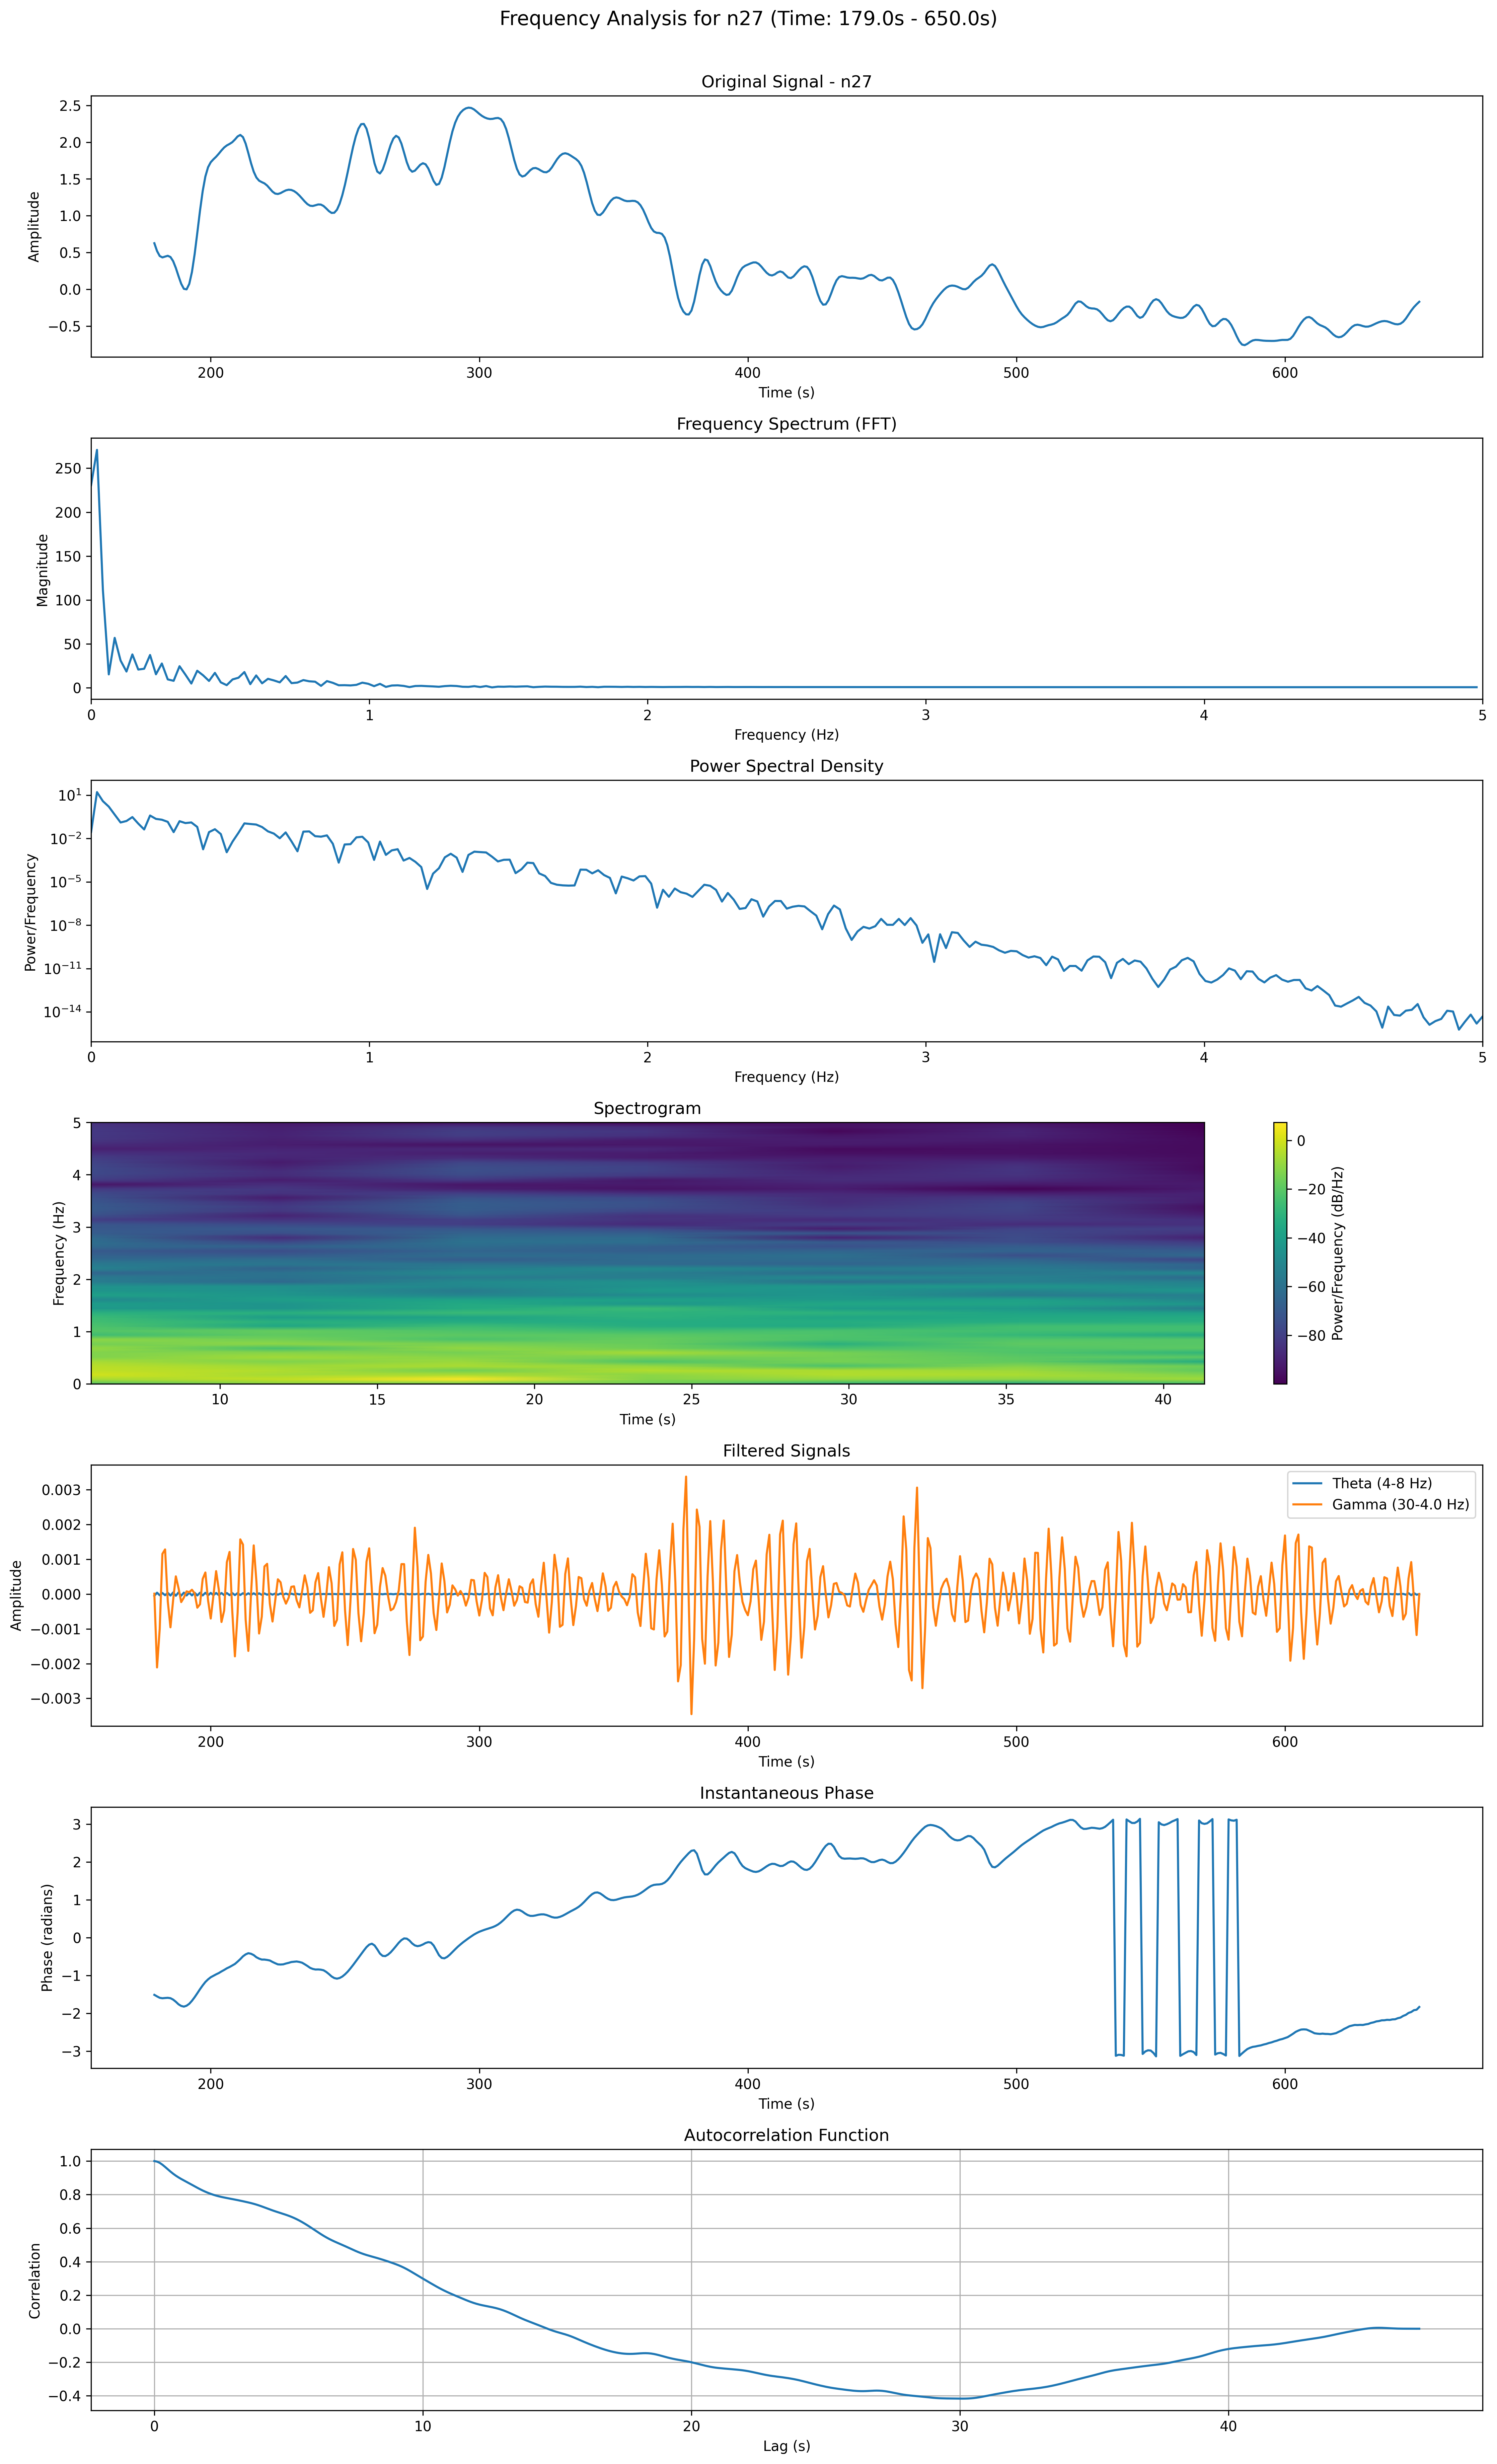 Frequency Analysis for n27 (Time: 179.0s - 650.0s)
Original Signal - n27
Amplitude
2.5
2.0
1.5
1.0
0.5
0.0
−0.5
200 300 400 500 600
Time (s)
Frequency Spectrum (FFT)
Magnitude
250
200
150
100
50
0
0 1 2 3 4 5
Frequency (Hz)
Power Spectral Density
Power/Frequency
10¹
10⁻²
10⁻⁵
10⁻⁸
10⁻¹¹
10⁻¹⁴
0 1 2 3 4 5
Frequency (Hz)
Spectrogram
Frequency (Hz)
5
4
3
2
1
0
10 15 20 25 30 35 40
Time (s)
0
−20
−40
−60
−80
Power/Frequency (dB/Hz)
Filtered Signals
Amplitude
0.003
0.002
0.001
0.000
−0.001
−0.002
−0.003
Theta (4-8 Hz)
Gamma (30-4.0 Hz)
200 300 400 500 600
Time (s)
Instantaneous Phase
Phase (radians)
3
2
1
0
−1
−2
−3
200 300 400 500 600
Time (s)
Autocorrelation Function
Correlation
1.0
0.8
0.6
0.4
0.2
0.0
−0.2
−0.4
0 10 20 30 40
Lag (s)